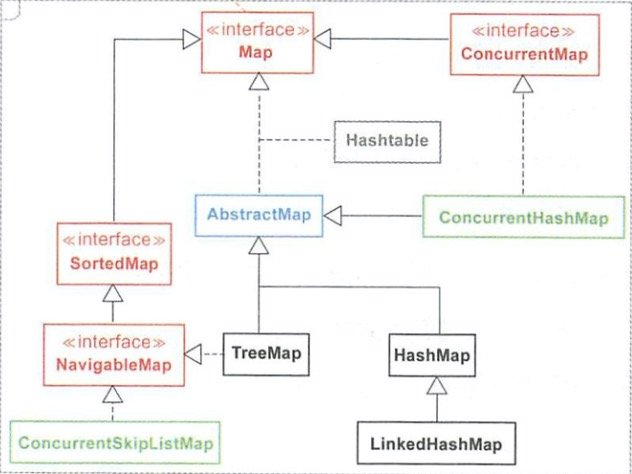 «interface»
Map
«interface»
ConcurrentMap
Hashtable
AbstractMap
ConcurrentHashMap
«interface»
SortedMap
«interface»
NavigableMap
TreeMap
HashMap
ConcurrentSkipListMap
LinkedHashMap